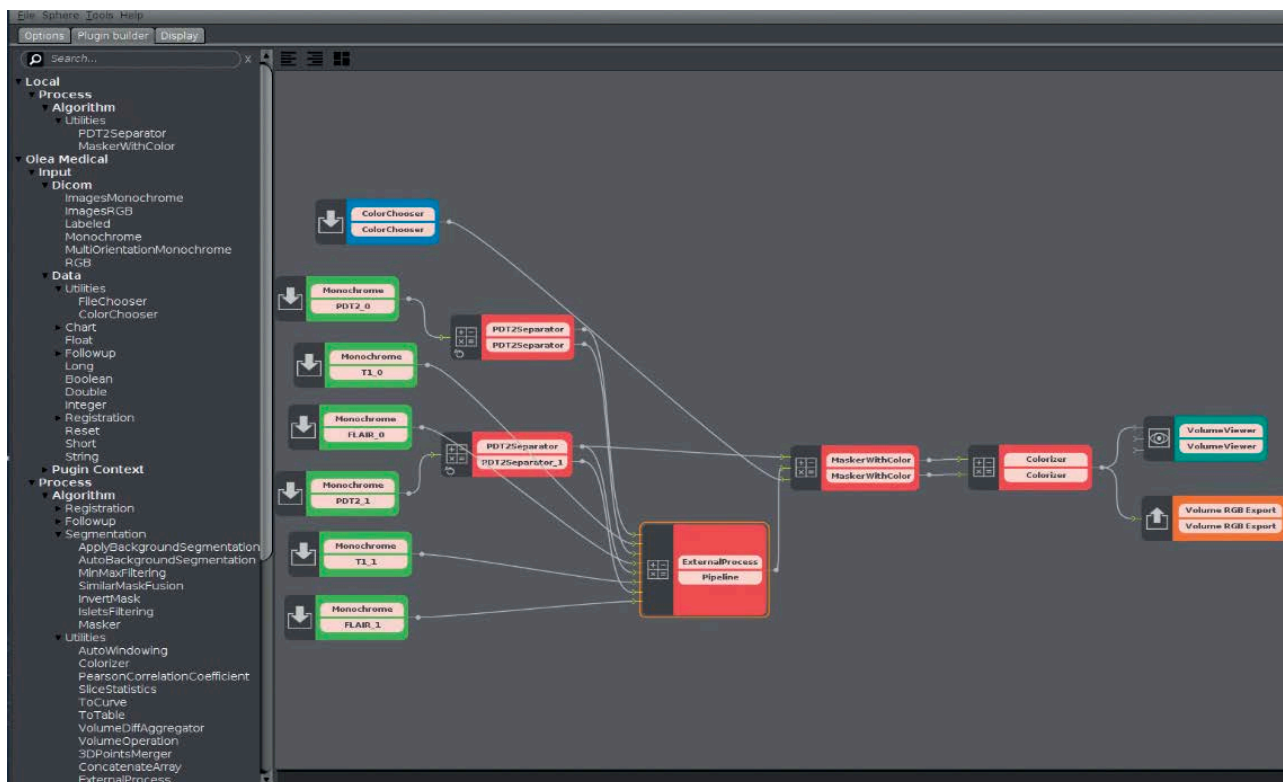 File Sphere Tools Help
Options Plugin builder Display
Search... x
Local
Process
Algorithm
Utilities
PDT2Separator
MaskerWithColor
Olea Medical
Input
Dicom
ImagesMonochrome
ImagesRGB
Labeled
Monochrome
MultiOrientationMonochrome
RGB
Data
Utilities
FileChooser
ColorChooser
Chart
Float
Followup
Long
Boolean
Double
Integer
Registration
Reset
Short
String
Pugin Context
Process
Algorithm
Registration
Followup
Segmentation
ApplyBackgroundSegmentation
AutoBackgroundSegmentation
MinMaxFiltering
SimilarMaskFusion
InvertMask
IsletsFiltering
Masker
Utilities
AutoWindowing
Colorizer
PearsonCorrelationCoefficient
SliceStatistics
ToCurve
ToTable
VolumeDiffAggregator
VolumeOperation
3DPointsMerger
ConcatenateArray
ExternalProcess
ColorChooser
ColorChooser
Monochrome
PDT2_0
PDT2Separator
PDT2Separator
Monochrome
T1_0
Monochrome
FLAIR_0
PDT2Separator
PDT2Separator_1
Monochrome
PDT2_1
Monochrome
T1_1
Monochrome
FLAIR_1
ExternalProcess
Pipeline
MaskerWithColor
MaskerWithColor
Colorizer
Colorizer
VolumeViewer
VolumeViewer
Volume RGB Export
Volume RGB Export